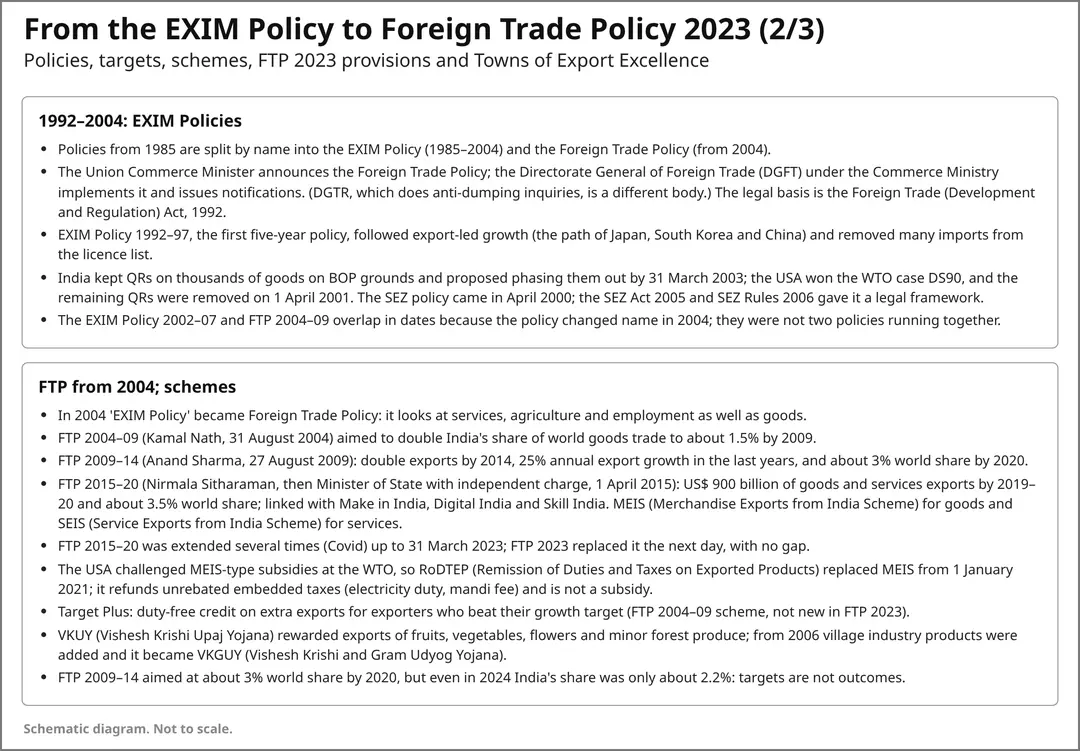 From the EXIM Policy to Foreign Trade Policy 2023 (2/3)
Policies, targets, schemes, FTP 2023 provisions and Towns of Export Excellence
1992–2004: EXIM Policies
• Policies from 1985 are split by name into the EXIM Policy (1985–2004) and the Foreign Trade Policy (from 2004).
• The Union Commerce Minister announces the Foreign Trade Policy; the Directorate General of Foreign Trade (DGFT) under the Commerce Ministry
implements it and issues notifications. (DGTR, which does anti-dumping inquiries, is a different body.) The legal basis is the Foreign Trade (Development
and Regulation) Act, 1992.
• EXIM Policy 1992–97, the first five-year policy, followed export-led growth (the path of Japan, South Korea and China) and removed many imports from
the licence list.
• India kept QRs on thousands of goods on BOP grounds and proposed phasing them out by 31 March 2003; the USA won the WTO case DS90, and the
remaining QRs were removed on 1 April 2001. The SEZ policy came in April 2000; the SEZ Act 2005 and SEZ Rules 2006 gave it a legal framework.
• The EXIM Policy 2002–07 and FTP 2004–09 overlap in dates because the policy changed name in 2004; they were not two policies running together.
FTP from 2004; schemes
• In 2004 'EXIM Policy' became Foreign Trade Policy: it looks at services, agriculture and employment as well as goods.
• FTP 2004–09 (Kamal Nath, 31 August 2004) aimed to double India's share of world goods trade to about 1.5% by 2009.
• FTP 2009–14 (Anand Sharma, 27 August 2009): double exports by 2014, 25% annual export growth in the last years, and about 3% world share by 2020.
• FTP 2015–20 (Nirmala Sitharaman, then Minister of State with independent charge, 1 April 2015): US$ 900 billion of goods and services exports by 2019–
20 and about 3.5% world share; linked with Make in India, Digital India and Skill India. MEIS (Merchandise Exports from India Scheme) for goods and
SEIS (Service Exports from India Scheme) for services.
• FTP 2015–20 was extended several times (Covid) up to 31 March 2023; FTP 2023 replaced it the next day, with no gap.
• The USA challenged MEIS-type subsidies at the WTO, so RoDTEP (Remission of Duties and Taxes on Exported Products) replaced MEIS from 1 January
2021; it refunds unrebated embedded taxes (electricity duty, mandi fee) and is not a subsidy.
• Target Plus: duty-free credit on extra exports for exporters who beat their growth target (FTP 2004–09 scheme, not new in FTP 2023).
• VKUY (Vishesh Krishi Upaj Yojana) rewarded exports of fruits, vegetables, flowers and minor forest produce; from 2006 village industry products were
added and it became VKGUY (Vishesh Krishi and Gram Udyog Yojana).
• FTP 2009–14 aimed at about 3% world share by 2020, but even in 2024 India's share was only about 2.2%: targets are not outcomes.
Schematic diagram. Not to scale.